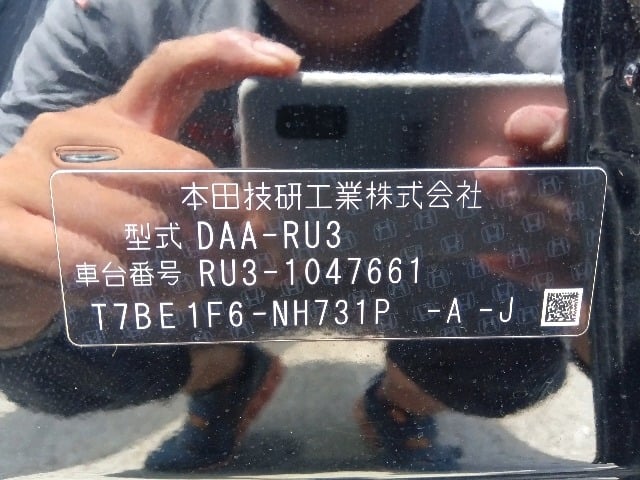 本田技研工業株式会社
型式 DAA-RU3
車台番号 RU3-1047661
T7BE1F6-NH731P -A -J